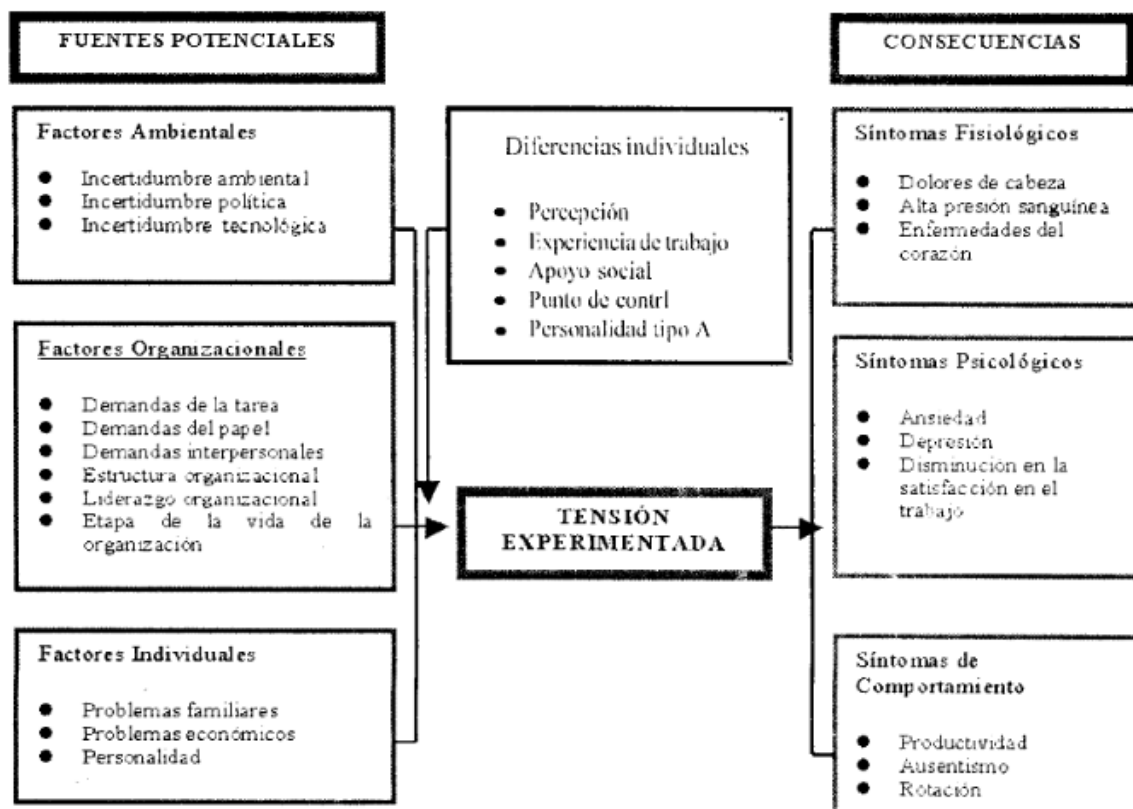 FUENTES POTENCIALES
Factores Ambientales
● Incertidumbre ambiental
● Incertidumbre política
● Incertidumbre tecnológica
Factores Organizacionales
● Demandas de la tarea
● Demandas del papel
● Demandas interpersonales
● Estructura organizacional
● Liderazgo organizacional
● Etapa de la vida de la
organización
Factores Individuales
● Problemas familiares
● Problemas económicos
● Personalidad
Diferencias individuales
• Percepción
• Experiencia de trabajo
• Apoyo social
• Punto de contrl
• Personalidad tipo A
TENSIÓN
EXPERIMENTADA
CONSECUENCIAS
Síntomas Fisiológicos
● Dolores de cabeza
● Alta presión sanguínea
● Enfermedades del
corazón
Síntomas Psicológicos
● Ansiedad
● Depresión
● Disminución en la
satisfacción en el
trabajo
Síntomas de
Comportamiento
● Productividad
● Ausentismo
● Rotación